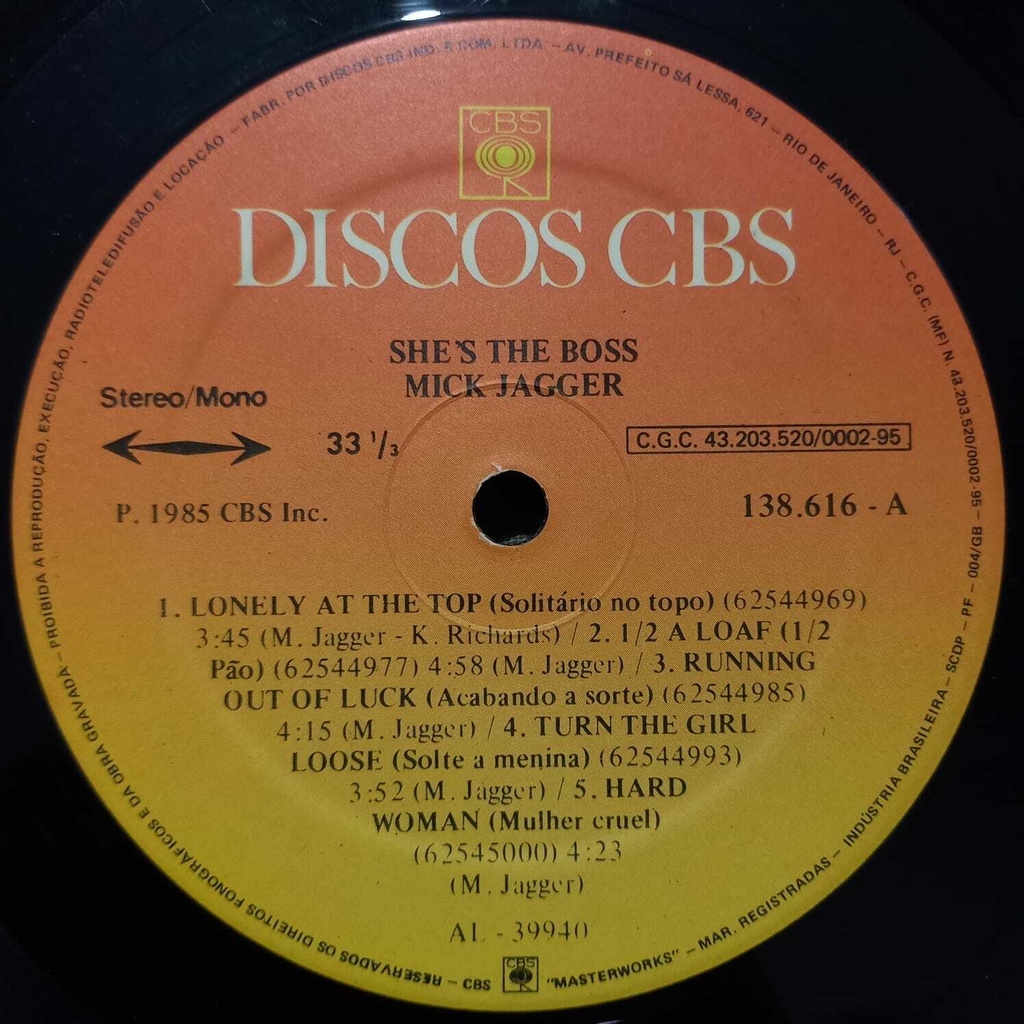 RESERVADOS OS DIREITOS FONOGRÁFICOS E DA OBRA GRAVADA - PROIBIDA A REPRODUÇÃO, EXECUÇÃO, RADIOTELEDIFUSÃO E LOCAÇÃO - FABR. POR DISCOS CBS IND. & COM. LTDA. - AV. PREFEITO SÁ LESSA, 621 - RIO DE JANEIRO - RJ - C.G.C. (MF) N. 43.203.520/0002-95 - SCDP - PF - 004/GB - INDÚSTRIA BRASILEIRA
CBS
DISCOS CBS
SHE'S THE BOSS
MICK JAGGER
Stereo/Mono
33 1/3
C.G.C. 43.203.520/0002-95
P. 1985 CBS Inc.
138.616 - A
1. LONELY AT THE TOP (Solitário no topo) (62544969)
3:45 (M. Jagger - K. Richards) / 2. 1/2 A LOAF (1/2
Pão) (62544977) 4:58 (M. Jagger) / 3. RUNNING
OUT OF LUCK (Acabando a sorte) (62544985)
4:15 (M. Jagger) / 4. TURN THE GIRL
LOOSE (Solte a menina) (62544993)
3:52 (M. Jagger) / 5. HARD
WOMAN (Mulher cruel)
(62545000) 4:23
(M. Jagger)
AL - 39940
- CBS
CBS
"MASTERWORKS" - MAR. REGISTRADAS -